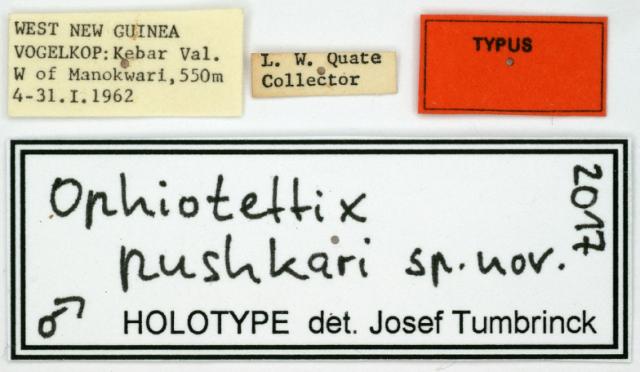 WEST NEW GUINEA
VOGELKOP: Kebar Val.
W of Manokwari, 550m
4-31.I.1962
L. W. Quate
Collector
TYPUS
Ophiotettix
pushkari sp. nov.
2017
♂ HOLOTYPE det. Josef Tumbrinck